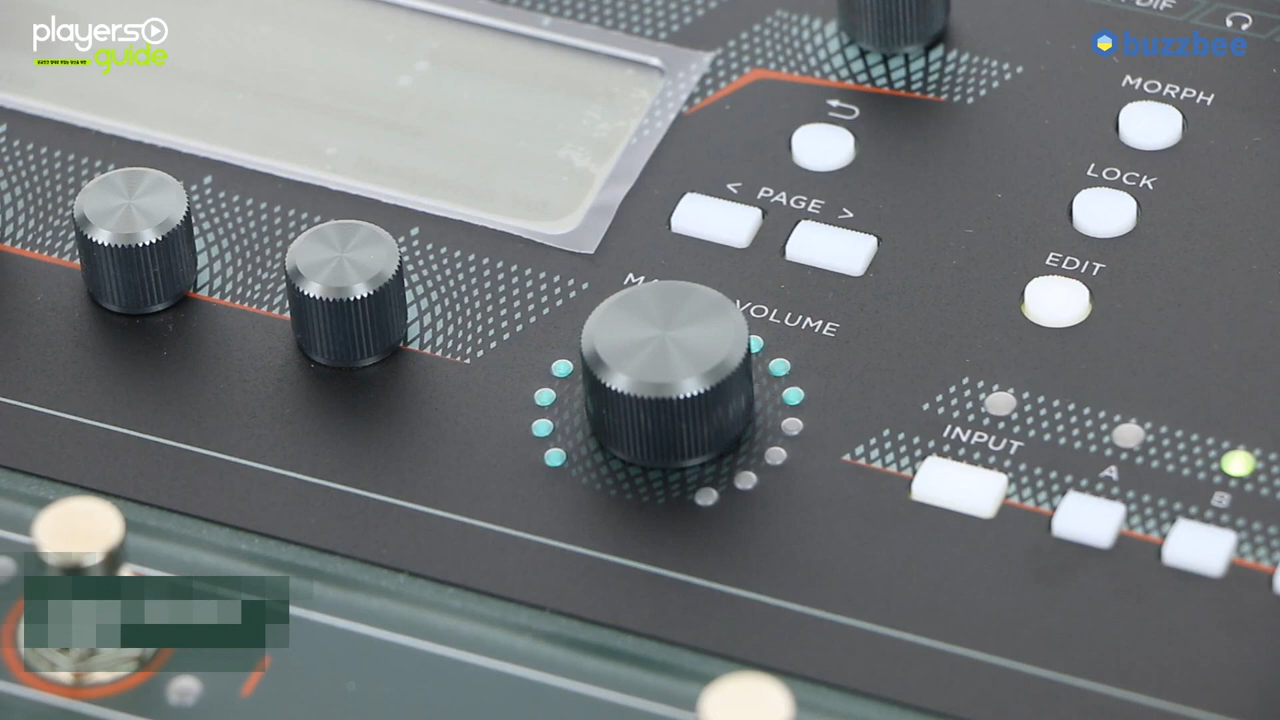 players
guide
buzzbee
MORPH
LOCK
< PAGE >
EDIT
VOLUME
INPUT
A
B